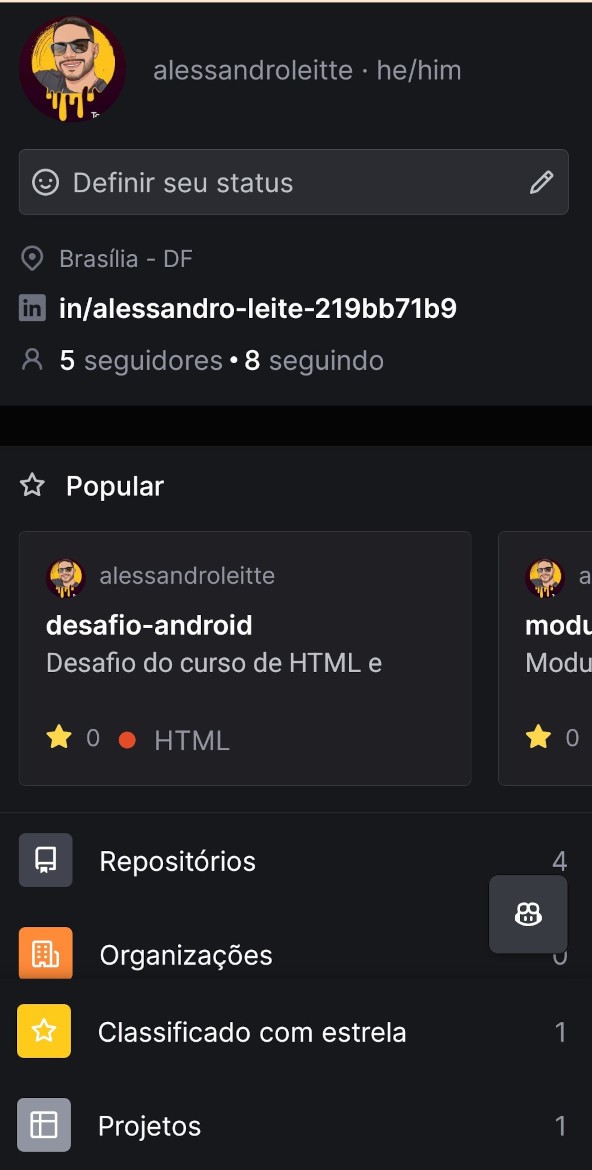 alessandroleitte · he/him
Definir seu status
Brasília - DF
in/alessandro-leite-219bb71b9
5 seguidores • 8 seguindo
Popular
alessandroleitte
desafio-android
Desafio do curso de HTML e
0 HTML
a
modu
Modu
0
Repositórios 4
Organizações 0
Classificado com estrela 1
Projetos 1